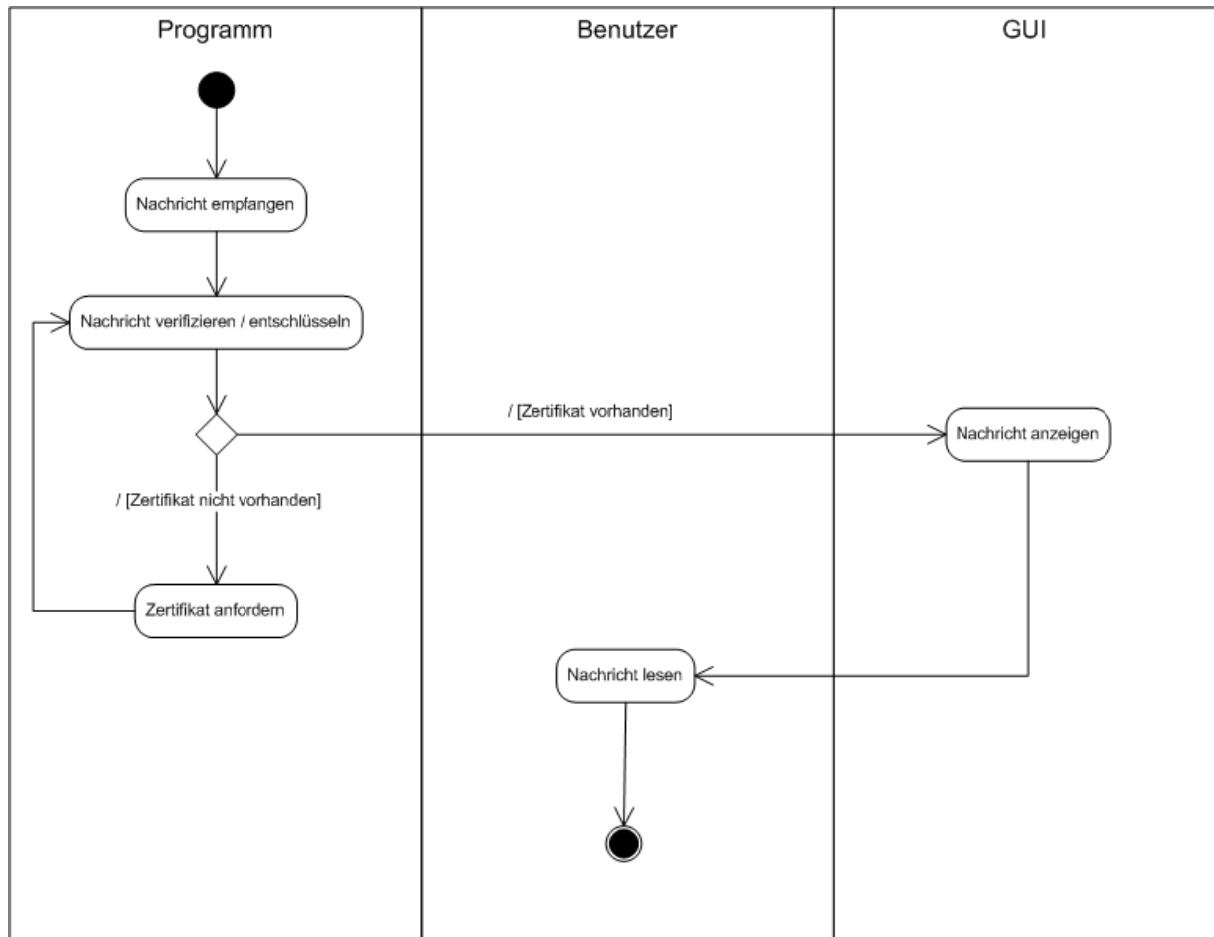 Programm
Benutzer
GUI
Nachricht empfangen
Nachricht verifizieren / entschlüsseln
/ [Zertifikat vorhanden]
Nachricht anzeigen
/ [Zertifikat nicht vorhanden]
Zertifikat anfordern
Nachricht lesen